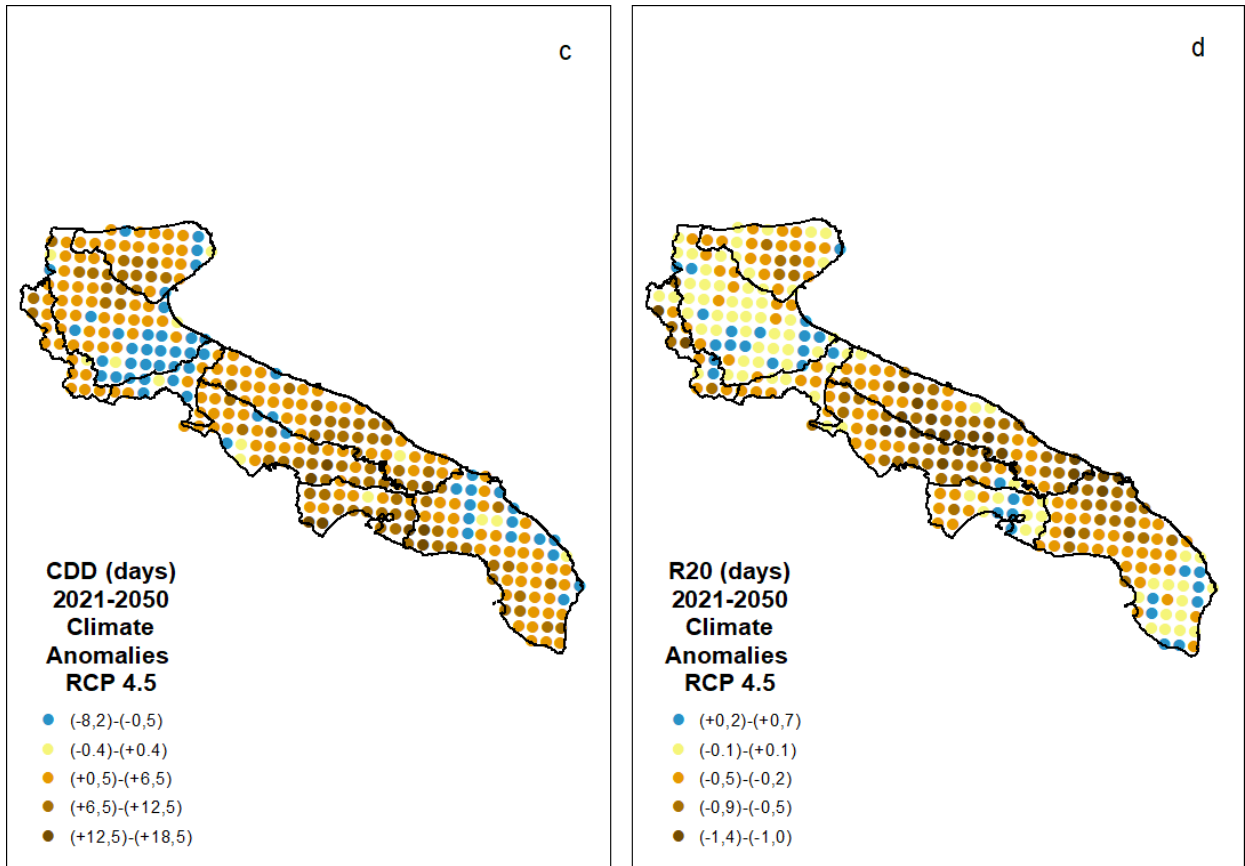 c
CDD (days)
2021-2050
Climate
Anomalies
RCP 4.5
(-8,2)-(-0,5)
(-0.4)-(+0.4)
(+0,5)-(+6,5)
(+6,5)-(+12,5)
(+12,5)-(+18,5)
d
R20 (days)
2021-2050
Climate
Anomalies
RCP 4.5
(+0,2)-(+0,7)
(-0.1)-(+0.1)
(-0,5)-(-0,2)
(-0,9)-(-0,5)
(-1,4)-(-1,0)